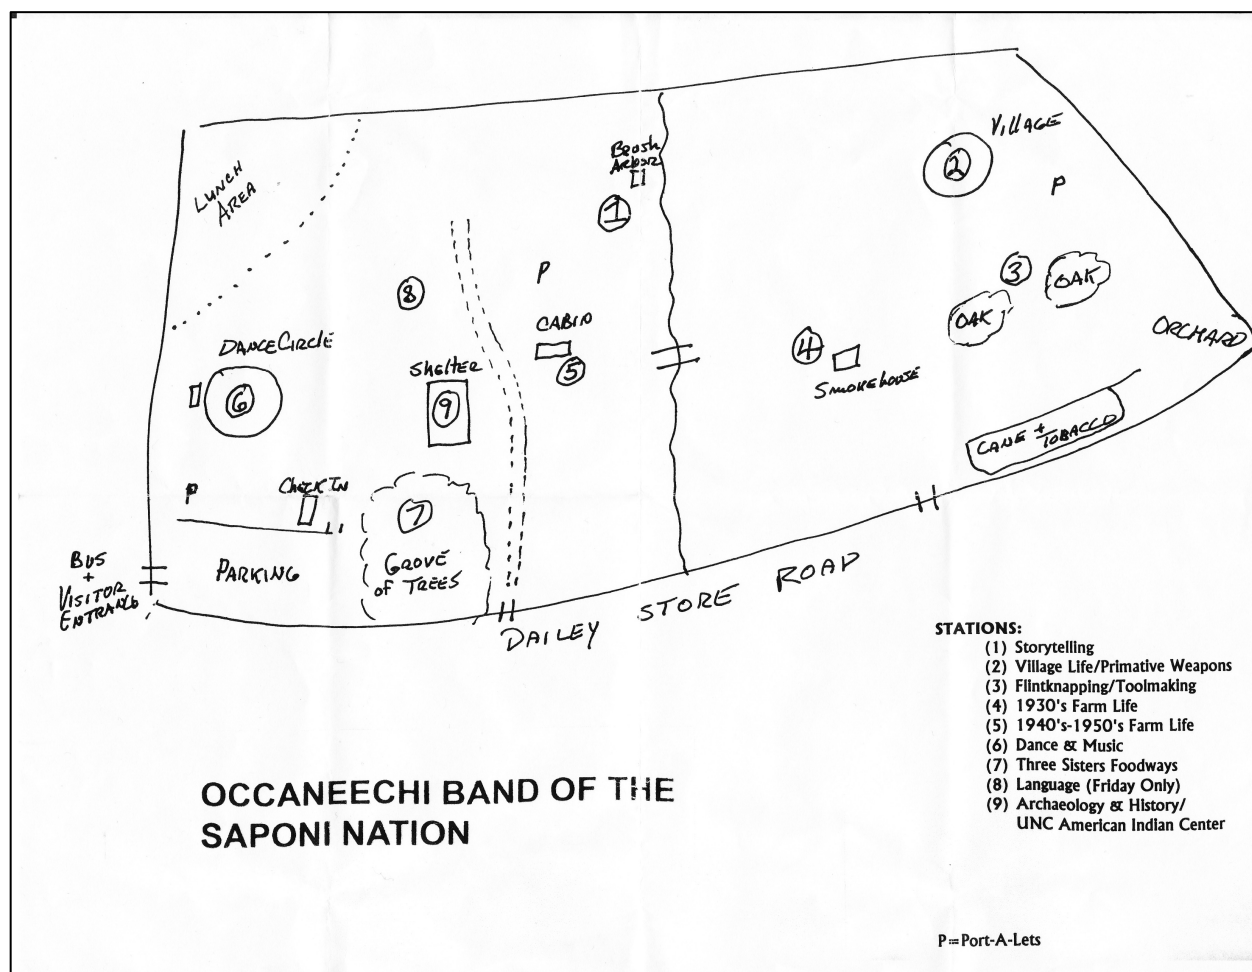 VILLAGE
2
P
Brush
Arbor
1
LUNCH
AREA
P
3
OAK
OAK
8
CABIN
5
ORCHARD
DANCE CIRCLE
6
Shelter
9
4
SMOKEHOUSE
CANE + TOBACCO
P
CHECK IN
7
GROVE
of TREES
BUS
+
VISITOR
ENTRANCE
PARKING
DAILEY STORE ROAD
STATIONS:
(1) Storytelling
(2) Village Life/Primative Weapons
(3) Flintknapping/Toolmaking
(4) 1930's Farm Life
(5) 1940's-1950's Farm Life
(6) Dance & Music
(7) Three Sisters Foodways
(8) Language (Friday Only)
(9) Archaeology & History/
UNC American Indian Center
OCCANEECHI BAND OF THE
SAPONI NATION
P=Port-A-Lets